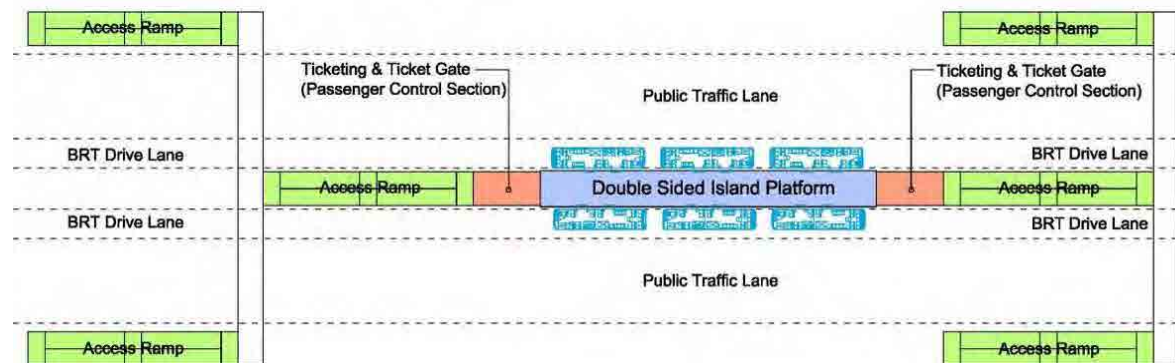 Access Ramp
Access Ramp
Ticketing & Ticket Gate
(Passenger Control Section)
Public Traffic Lane
Ticketing & Ticket Gate
(Passenger Control Section)
BRT Drive Lane
BRT Drive Lane
Access Ramp
Double Sided Island Platform
Access Ramp
BRT Drive Lane
BRT Drive Lane
Public Traffic Lane
Access Ramp
Access Ramp